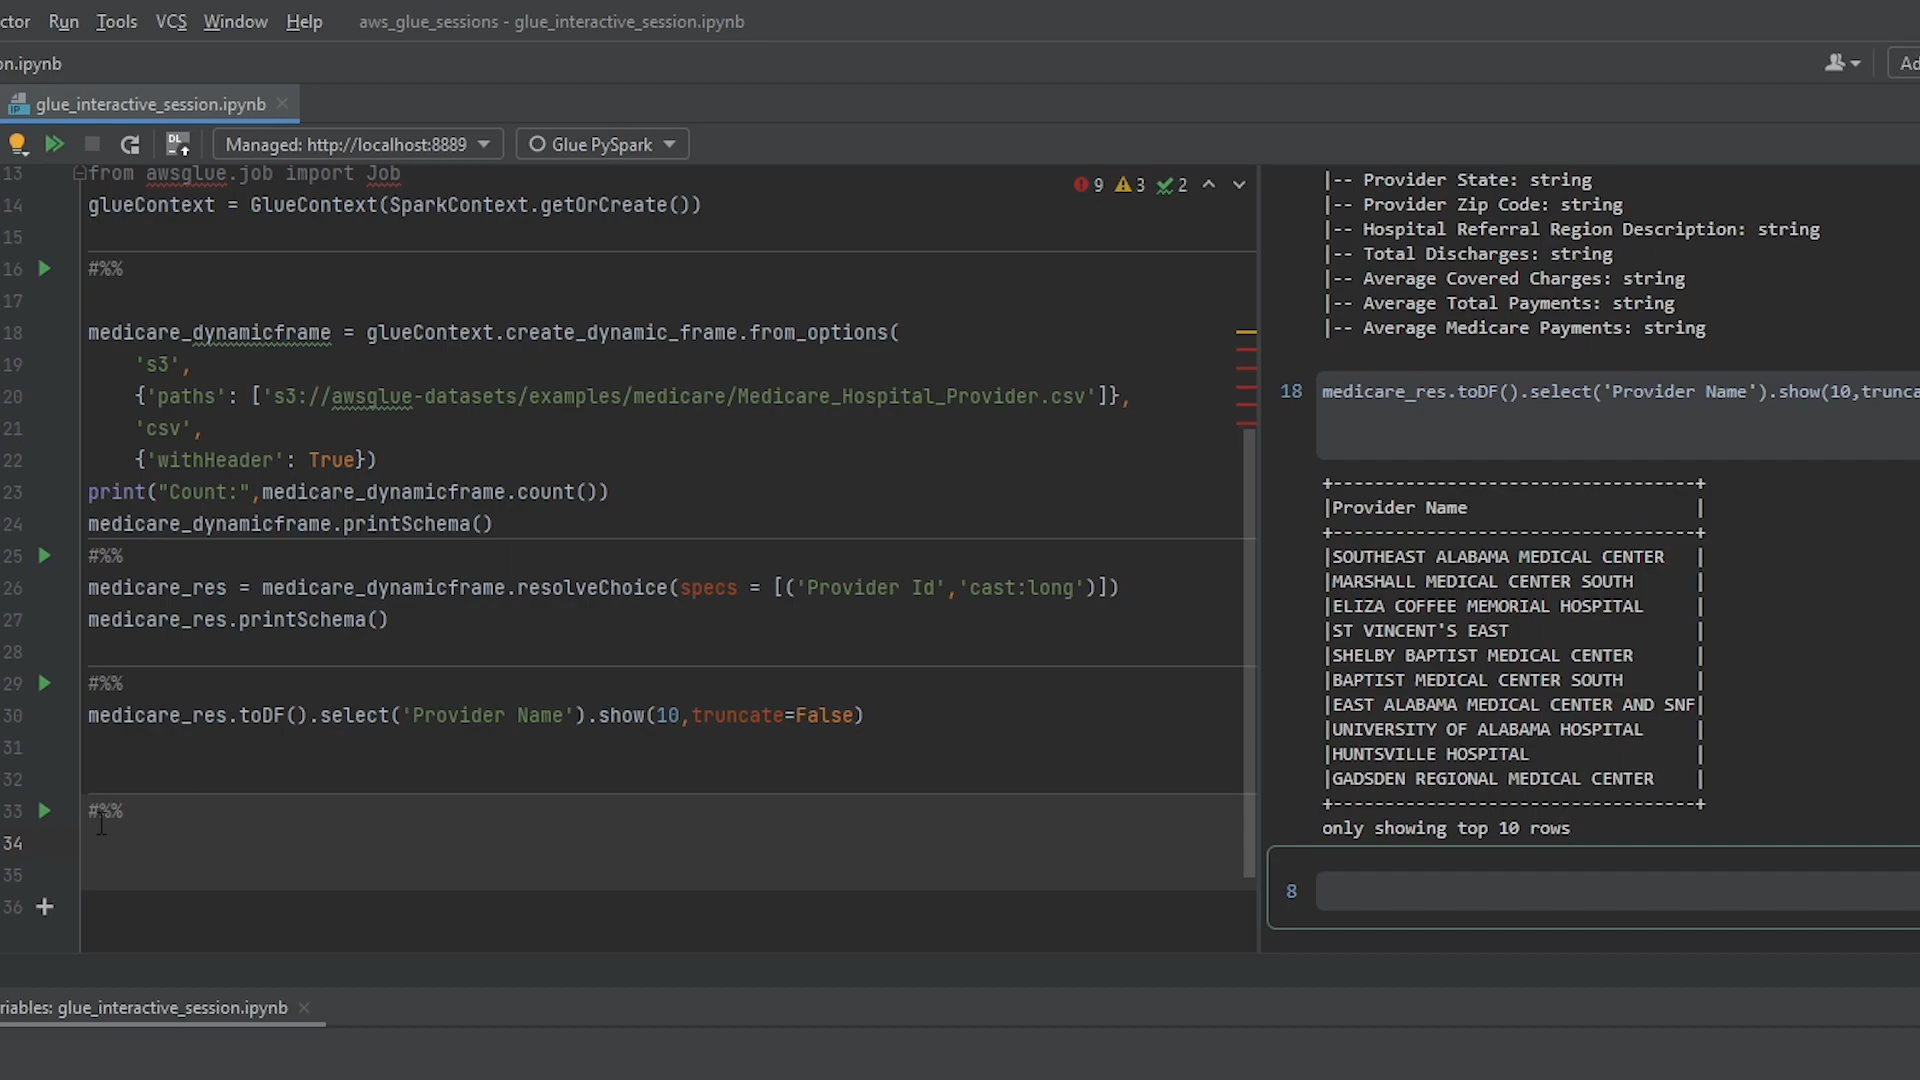 ctor Run Tools VCS Window Help aws_glue_sessions - glue_interactive_session.ipynb
on.ipynb
Ad
glue_interactive_session.ipynb
Managed: http://localhost:8889 Glue PySpark
9 3 2
13 from awsglue.job import Job
14 glueContext = GlueContext(SparkContext.getOrCreate())
15
16 #%%
17
18 medicare_dynamicframe = glueContext.create_dynamic_frame.from_options(
19 's3',
20 {'paths': ['s3://awsglue-datasets/examples/medicare/Medicare_Hospital_Provider.csv']},
21 'csv',
22 {'withHeader': True})
23 print("Count:",medicare_dynamicframe.count())
24 medicare_dynamicframe.printSchema()
25 #%%
26 medicare_res = medicare_dynamicframe.resolveChoice(specs = [('Provider Id','cast:long')])
27 medicare_res.printSchema()
28
29 #%%
30 medicare_res.toDF().select('Provider Name').show(10,truncate=False)
31
32
33 #%%
34
35
36
|-- Provider State: string
|-- Provider Zip Code: string
|-- Hospital Referral Region Description: string
|-- Total Discharges: string
|-- Average Covered Charges: string
|-- Average Total Payments: string
|-- Average Medicare Payments: string
18 medicare_res.toDF().select('Provider Name').show(10,trunca
+---------------------------------+
|Provider Name |
+---------------------------------+
|SOUTHEAST ALABAMA MEDICAL CENTER |
|MARSHALL MEDICAL CENTER SOUTH |
|ELIZA COFFEE MEMORIAL HOSPITAL |
|ST VINCENT'S EAST |
|SHELBY BAPTIST MEDICAL CENTER |
|BAPTIST MEDICAL CENTER SOUTH |
|EAST ALABAMA MEDICAL CENTER AND SNF|
|UNIVERSITY OF ALABAMA HOSPITAL |
|HUNTSVILLE HOSPITAL |
|GADSDEN REGIONAL MEDICAL CENTER |
+---------------------------------+
only showing top 10 rows
8
riables: glue_interactive_session.ipynb